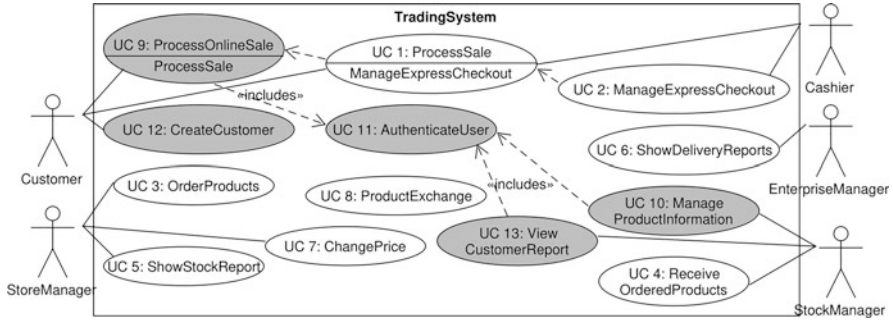 TradingSystem
UC 9: ProcessOnlineSale
ProcessSale
UC 1: ProcessSale
ManageExpressCheckout
UC 2: ManageExpressCheckout
Cashier
«includes»
UC 12: CreateCustomer
UC 11: AuthenticateUser
UC 6: ShowDeliveryReports
Customer
EnterpriseManager
UC 3: OrderProducts
UC 8: ProductExchange
«includes»
UC 10: Manage
ProductInformation
UC 7: ChangePrice
UC 13: View
CustomerReport
UC 5: ShowStockReport
UC 4: Receive
OrderedProducts
StoreManager
StockManager